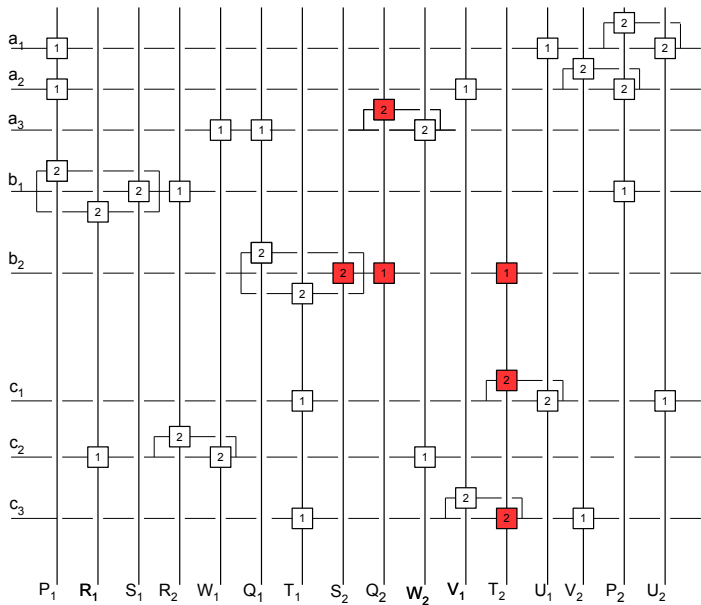 2
a₁ 1 1 2
a₂ 1 1 2 2
a₃ 1 1 2 2
b₁ 2 2 1 2 1
b₂ 2 2 1 1 2
c₁ 1 2 2 1
c₂ 1 2 2 1
c₃ 1 2 2 1
P₁ R₁ S₁ R₂ W₁ Q₁ T₁ S₂ Q₂ W₂ V₁ T₂ U₁ V₂ P₂ U₂